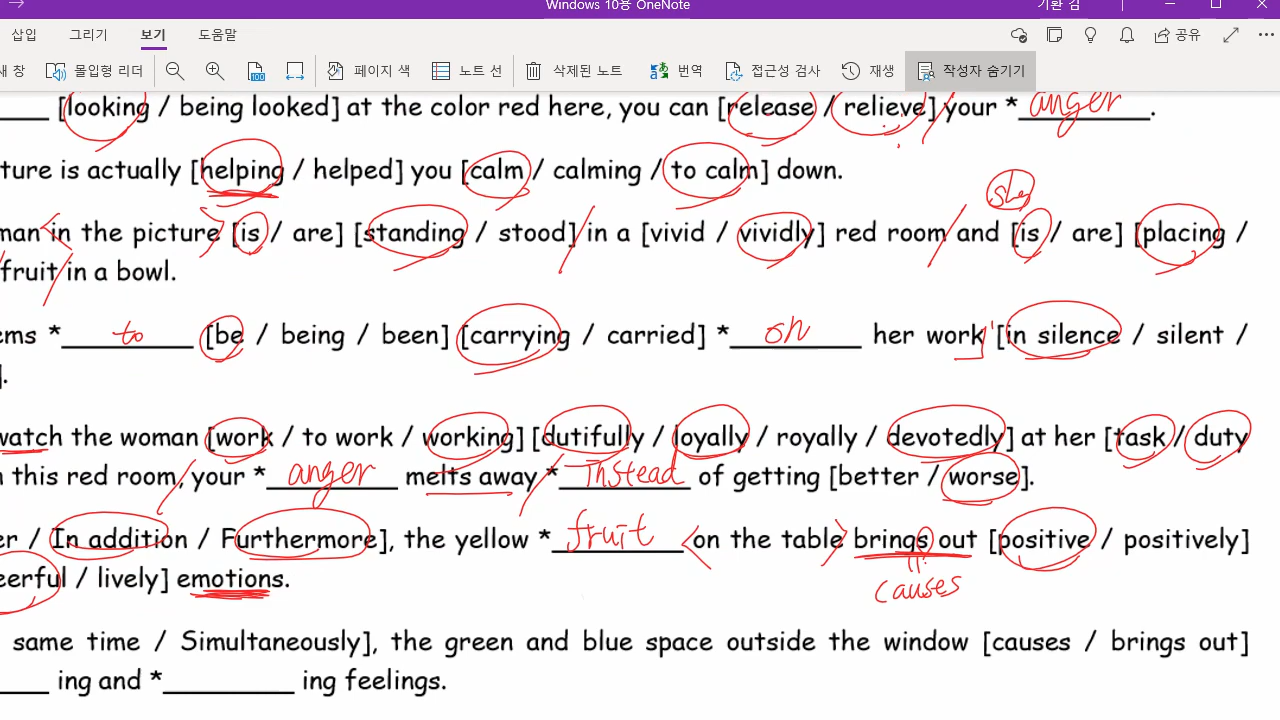 Windows 10용 OneNote 기환 김
삽입 그리기 보기 도움말 공유
새 창 몰입형 리더 페이지 색 노트 선 삭제된 노트 번역 접근성 검사 재생 작성자 숨기기
[looking / being looked] at the color red here, you can [release / relieve] your * anger .
ture is actually [helping / helped] you [calm / calming / to calm] down.
she
man in the picture [is / are] [standing / stood] in a [vivid / vividly] red room and [is / are] [placing /
fruit in a bowl.
ems * to [be / being / been] [carrying / carried] * on her work [in silence / silent /
].
watch the woman [work / to work / working] [dutifully / loyally / royally / devotedly] at her [task / duty
n this red room, your * anger melts away * instead of getting [better / worse].
er / In addition / Furthermore], the yellow * fruit on the table brings out [positive / positively]
causes
eerful / lively] emotions.
same time / Simultaneously], the green and blue space outside the window [causes / brings out]
ing and * ing feelings.